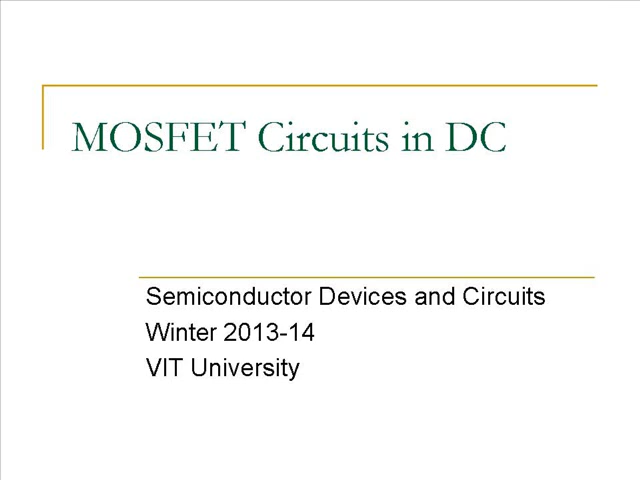 MOSFET Circuits in DC
Semiconductor Devices and Circuits
Winter 2013-14
VIT University